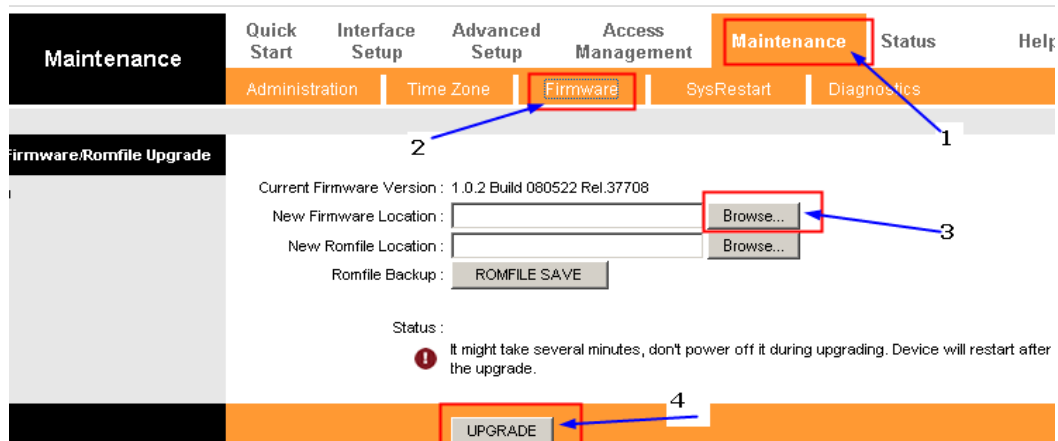 Maintenance
Quick Start
Interface Setup
Advanced Setup
Access Management
Maintenance
Status
Help
Administration
Time Zone
Firmware
SysRestart
Diagnostics
1
2
Firmware/Romfile Upgrade
Current Firmware Version : 1.0.2 Build 080522 Rel.37708
New Firmware Location :
Browse...
3
New Romfile Location :
Browse...
Romfile Backup :
ROMFILE SAVE
Status :
It might take several minutes, don't power off it during upgrading. Device will restart after
the upgrade.
4
UPGRADE